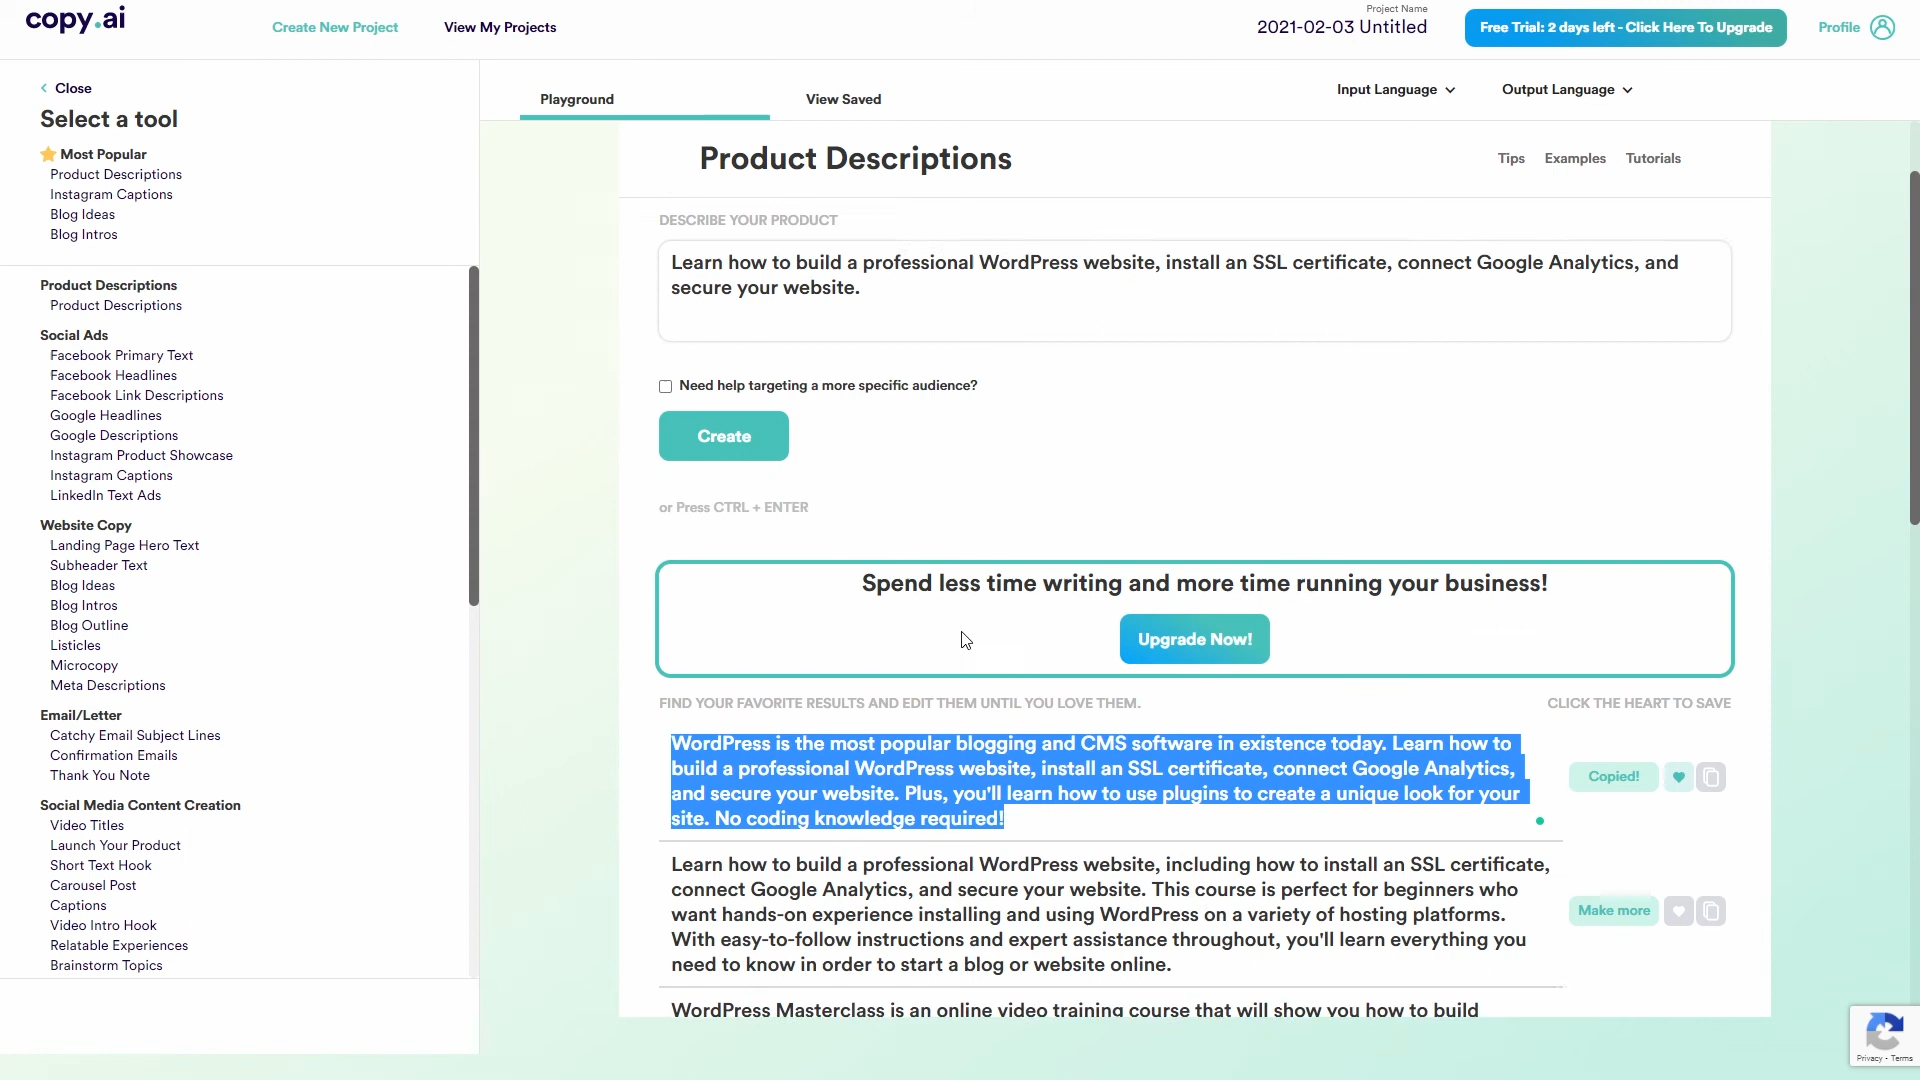 copy.ai
Create New Project
View My Projects
Project Name
2021-02-03 Untitled
Free Trial: 2 days left - Click Here To Upgrade
Profile
Close
Select a tool
Most Popular
Product Descriptions
Instagram Captions
Blog Ideas
Blog Intros
Product Descriptions
Product Descriptions
Social Ads
Facebook Primary Text
Facebook Headlines
Facebook Link Descriptions
Google Headlines
Google Descriptions
Instagram Product Showcase
Instagram Captions
LinkedIn Text Ads
Website Copy
Landing Page Hero Text
Subheader Text
Blog Ideas
Blog Intros
Blog Outline
Listicles
Microcopy
Meta Descriptions
Email/Letter
Catchy Email Subject Lines
Confirmation Emails
Thank You Note
Social Media Content Creation
Video Titles
Launch Your Product
Short Text Hook
Carousel Post
Captions
Video Intro Hook
Relatable Experiences
Brainstorm Topics
Playground
View Saved
Input Language
Output Language
Product Descriptions
Tips
Examples
Tutorials
DESCRIBE YOUR PRODUCT
Learn how to build a professional WordPress website, install an SSL certificate, connect Google Analytics, and
secure your website.
Need help targeting a more specific audience?
Create
or Press CTRL + ENTER
Spend less time writing and more time running your business!
Upgrade Now!
FIND YOUR FAVORITE RESULTS AND EDIT THEM UNTIL YOU LOVE THEM.
CLICK THE HEART TO SAVE
WordPress is the most popular blogging and CMS software in existence today. Learn how to
build a professional WordPress website, install an SSL certificate, connect Google Analytics,
and secure your website. Plus, you'll learn how to use plugins to create a unique look for your
site. No coding knowledge required!
Copied!
Learn how to build a professional WordPress website, including how to install an SSL certificate,
connect Google Analytics, and secure your website. This course is perfect for beginners who
want hands-on experience installing and using WordPress on a variety of hosting platforms.
With easy-to-follow instructions and expert assistance throughout, you'll learn everything you
need to know in order to start a blog or website online.
Make more
WordPress Masterclass is an online video training course that will show you how to build
Privacy - Terms